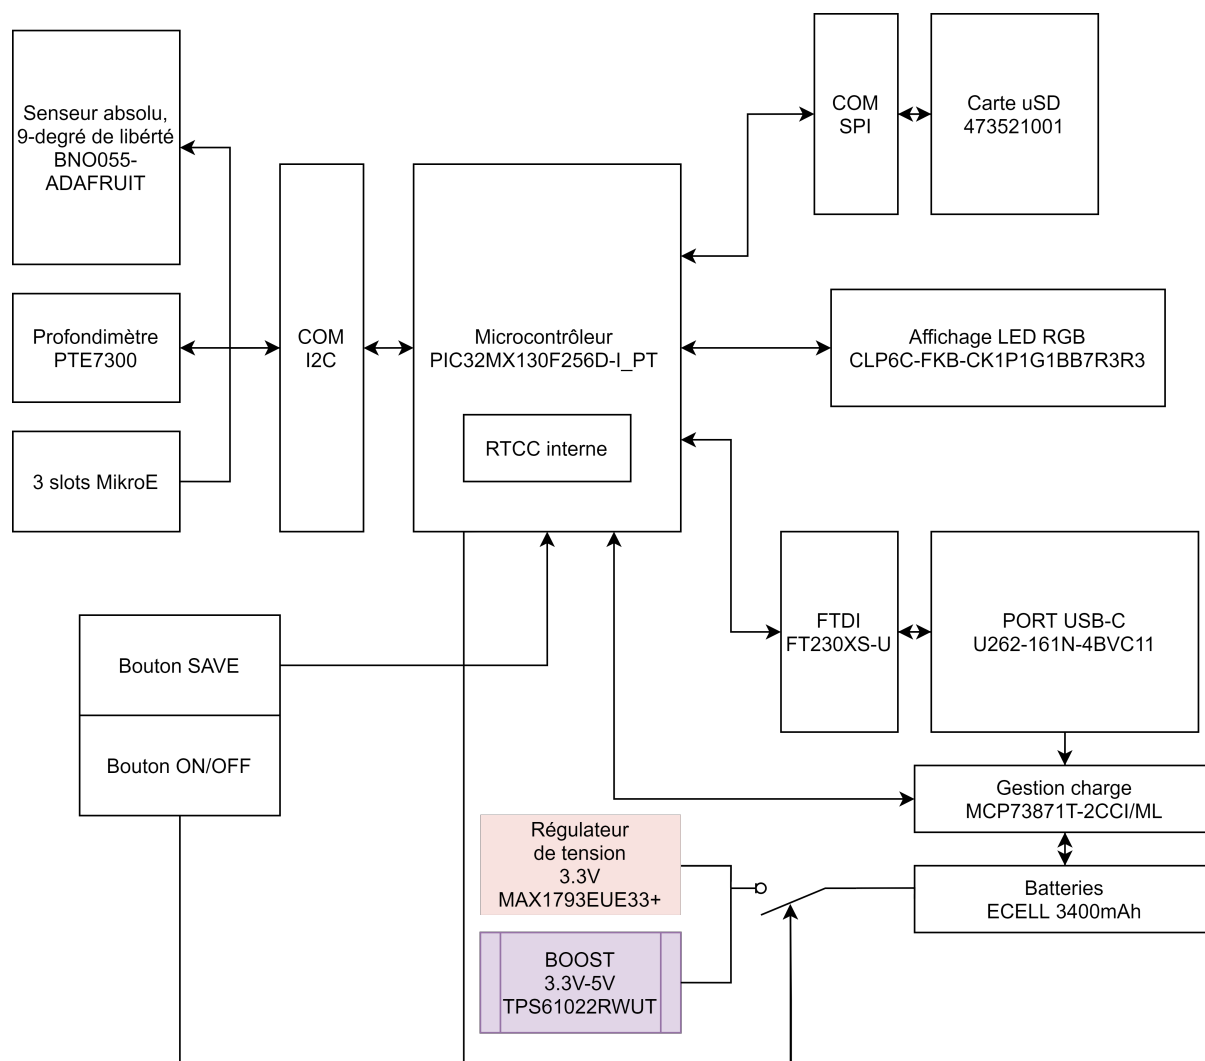 Senseur absolu,
9-degré de libérté
BNO055-
ADAFRUIT
Profondimètre
PTE7300
3 slots MikroE
COM
I2C
Microcontrôleur
PIC32MX130F256D-I_PT
RTCC interne
COM
SPI
Carte uSD
473521001
Affichage LED RGB
CLP6C-FKB-CK1P1G1BB7R3R3
FTDI
FT230XS-U
PORT USB-C
U262-161N-4BVC11
Bouton SAVE
Bouton ON/OFF
Gestion charge
MCP73871T-2CCI/ML
Régulateur
de tension
3.3V
MAX1793EUE33+
Batteries
ECELL 3400mAh
BOOST
3.3V-5V
TPS61022RWUT